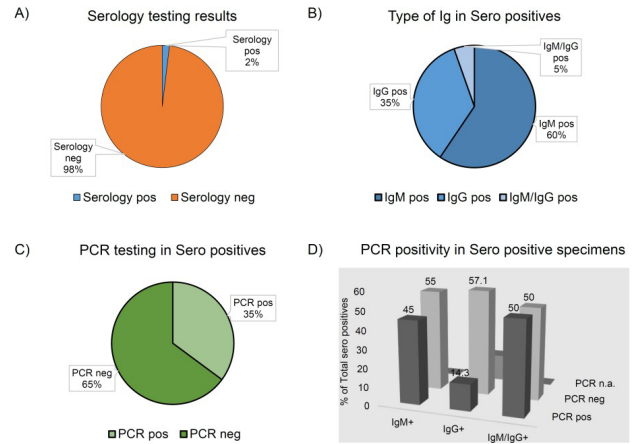 A) Serology testing results
Serology
pos
2%
Serology
neg
98%
Serology pos Serology neg
B) Type of Ig in Sero positives
IgM/IgG
pos
5%
IgG pos
35%
IgM pos
60%
IgM pos IgG pos IgM/IgG pos
C) PCR testing in Sero positives
PCR pos
35%
PCR neg
65%
PCR pos PCR neg
D) PCR positivity in Sero positive specimens
% of Total sero positives
60
50
40
30
20
10
0
55
57.1
50
45
14.3
50
PCR n.a.
PCR neg
PCR pos
IgM+
IgG+
IgM/IgG+